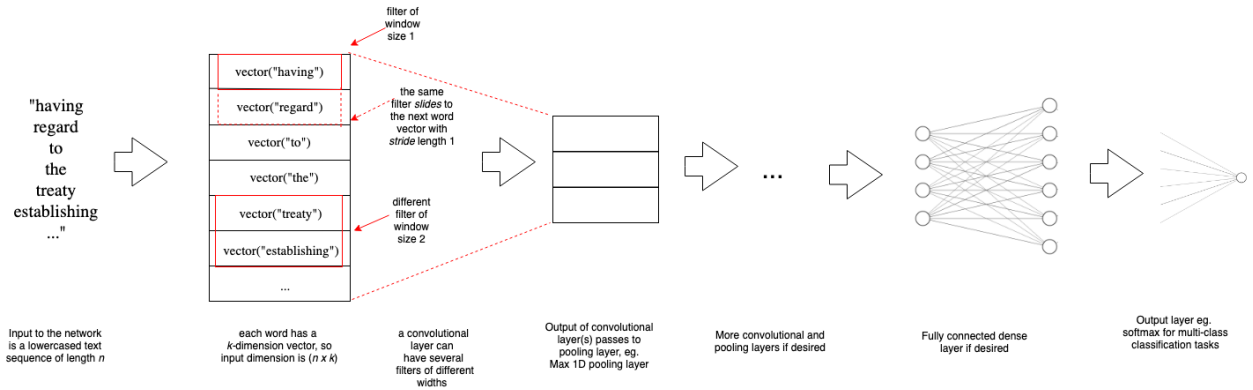 filter of
window
size 1
"having
regard
to
the
treaty
establishing
..."
vector("having")
vector("regard")
vector("to")
vector("the")
vector("treaty")
vector("establishing")
...
the same
filter slides to
the next word
vector with
stride length 1
different
filter of
window
size 2
...
Input to the network
is a lowercased text
sequence of length n
each word has a
k-dimension vector, so
input dimension is (n x k)
a convolutional
layer can
have several
filters of different
widths
Output of convolutional
layer(s) passes to
pooling layer, eg.
Max 1D pooling layer
More convolutional and
pooling layers if desired
Fully connected dense
layer if desired
Output layer eg.
softmax for multi-class
classification tasks